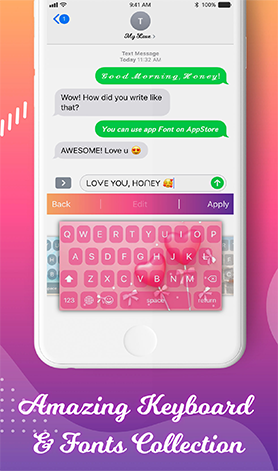 9:41 AM
100%
1
T
My Love >
Text Message
Today 11:32 AM
Good Morning, Honey!
Wow! How did you write like
that?
You can use app Font on AppStore
AWESOME! Love u 😍
LOVE YOU, HONEY 🥰
Back Edit Apply
Q W E R T Y U I O P
A S D F G H J K L
Z X C V B N M
123 space return
Amazing Keyboard
& Fonts Collection